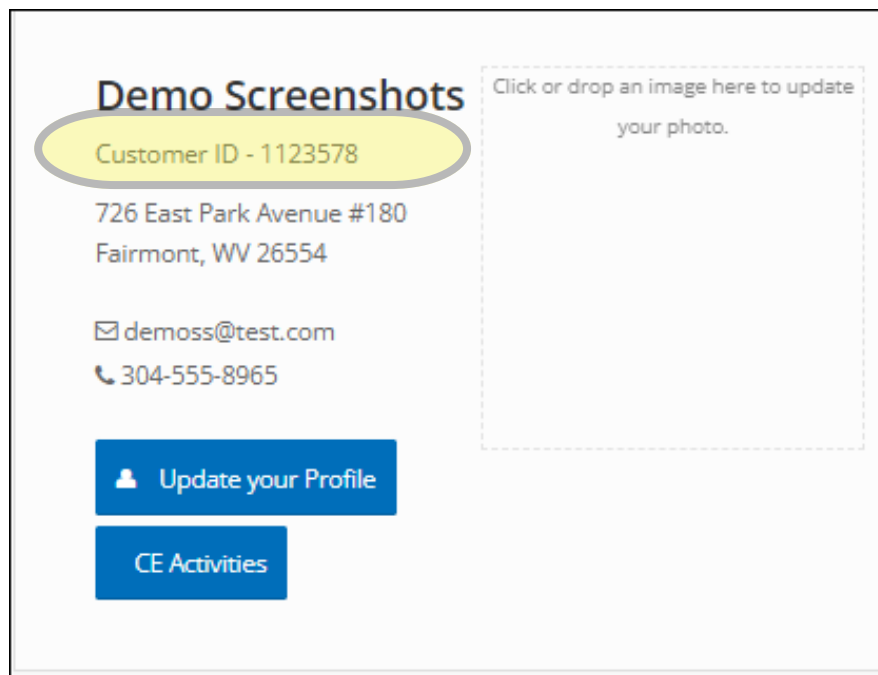 Demo Screenshots
Customer ID - 1123578
726 East Park Avenue #180
Fairmont, WV 26554
demoss@test.com
304-555-8965
Update your Profile
CE Activities
Click or drop an image here to update
your photo.